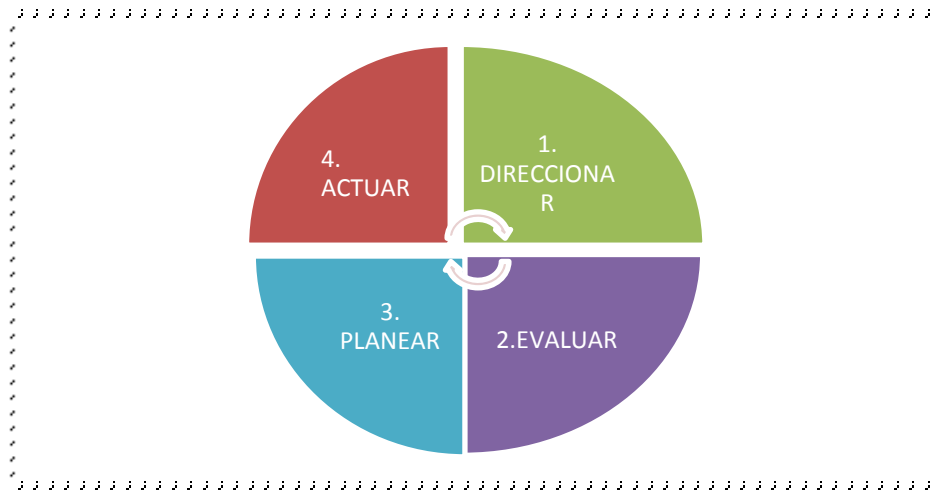 1.
DIRECCIONA
R
2.EVALUAR
3.
PLANEAR
4.
ACTUAR